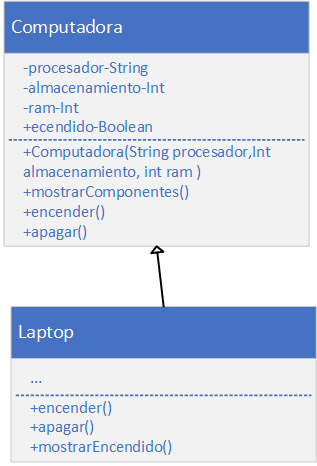 Computadora
-procesador-String
-almacenamiento-Int
-ram-Int
+ecendido-Boolean
+Computadora(String procesador,Int
almacenamiento, int ram )
+mostrarComponentes()
+encender()
+apagar()
Laptop
...
+encender()
+apagar()
+mostrarEncendido()